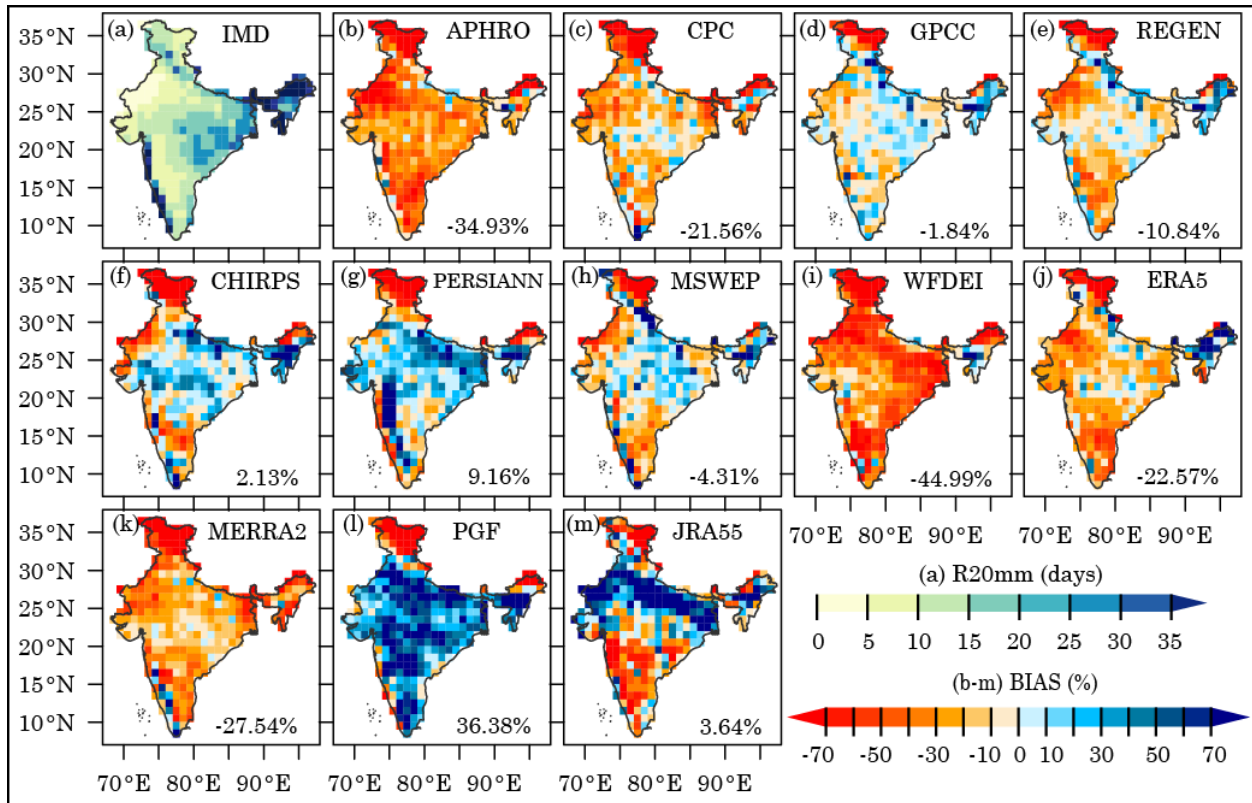 (a) IMD
(b) APHRO
(c) CPC
(d) GPCC
(e) REGEN
35°N
30°N
25°N
20°N
15°N
10°N
-34.93%
-21.56%
-1.84%
-10.84%
(f) CHIRPS
(g) PERSIANN
(h) MSWEP
(i) WFDEI
(j) ERA5
35°N
30°N
25°N
20°N
15°N
10°N
2.13%
9.16%
-4.31%
-44.99%
-22.57%
70°E 80°E 90°E
70°E 80°E 90°E
(k) MERRA2
(l) PGF
(m) JRA55
35°N
30°N
25°N
20°N
15°N
10°N
-27.54%
36.38%
3.64%
70°E 80°E 90°E
70°E 80°E 90°E
70°E 80°E 90°E
(a) R20mm (days)
0 5 10 15 20 25 30 35
(b-m) BIAS (%)
-70 -50 -30 -10 0 10 30 50 70